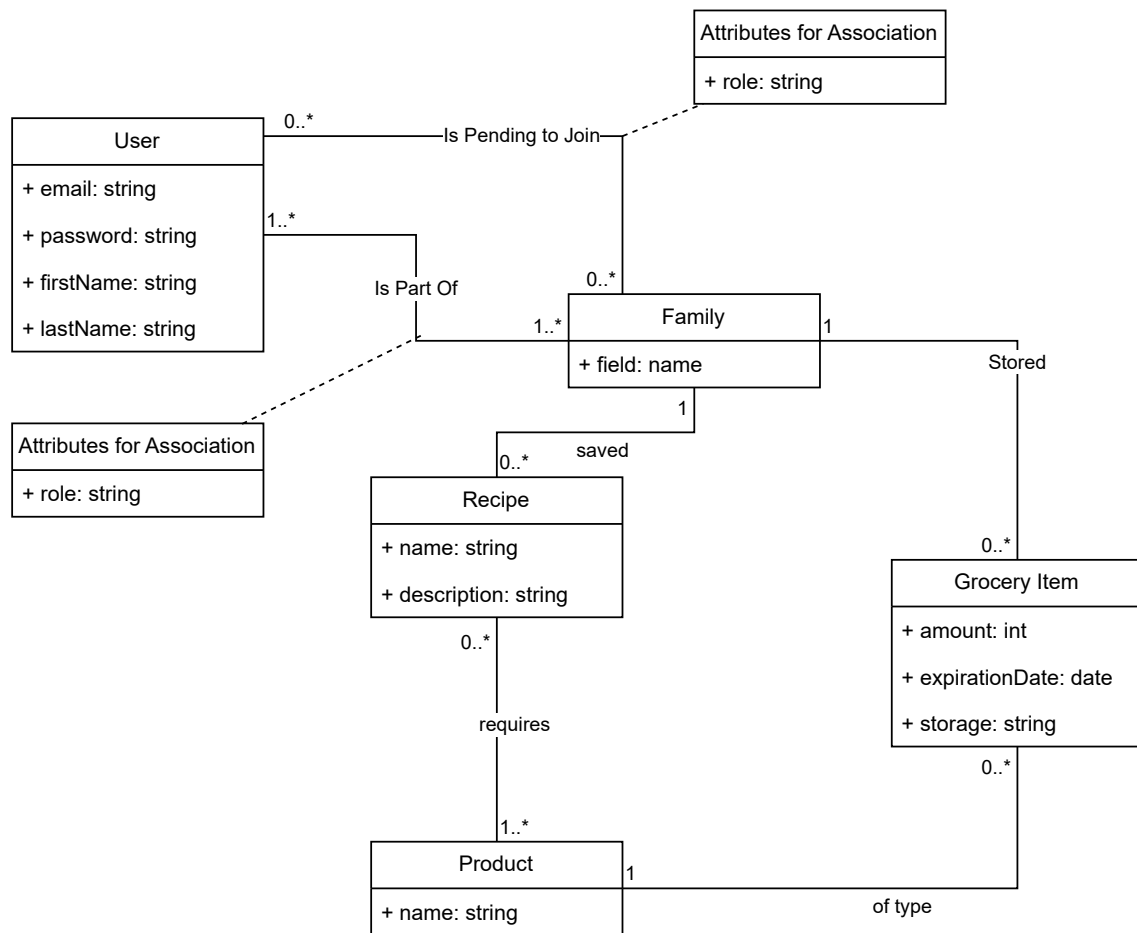 Attributes for Association
+ role: string
0..*
Is Pending to Join
User
+ email: string
+ password: string
+ firstName: string
+ lastName: string
1..*
Is Part Of
0..*
1..*
Family
+ field: name
1
Stored
1
saved
0..*
Attributes for Association
+ role: string
Recipe
+ name: string
+ description: string
0..*
0..*
Grocery Item
+ amount: int
+ expirationDate: date
+ storage: string
0..*
requires
1..*
Product
+ name: string
1
of type